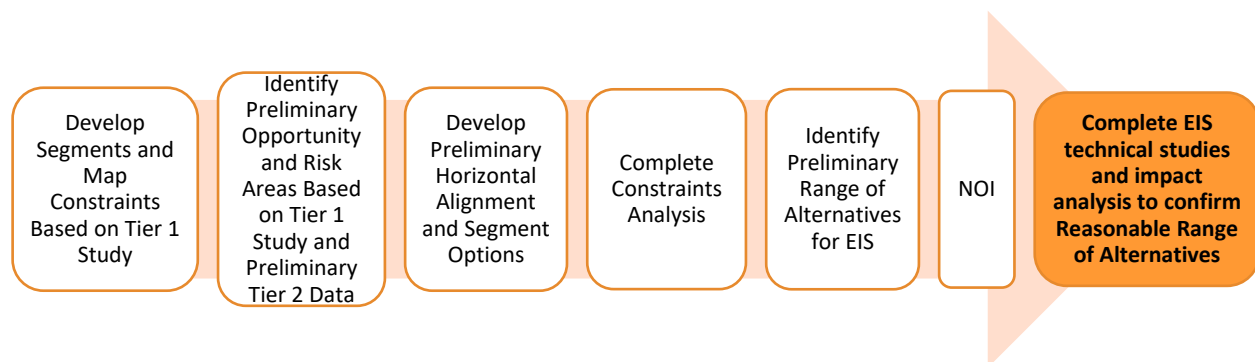 Develop
Segments and
Map
Constraints
Based on Tier 1
Study
Identify
Preliminary
Opportunity
and Risk
Areas Based
on Tier 1
Study and
Preliminary
Tier 2 Data
Develop
Preliminary
Horizontal
Alignment
and Segment
Options
Complete
Constraints
Analysis
Identify
Preliminary
Range of
Alternatives
for EIS
NOI
Complete EIS
technical studies
and impact
analysis to confirm
Reasonable Range
of Alternatives